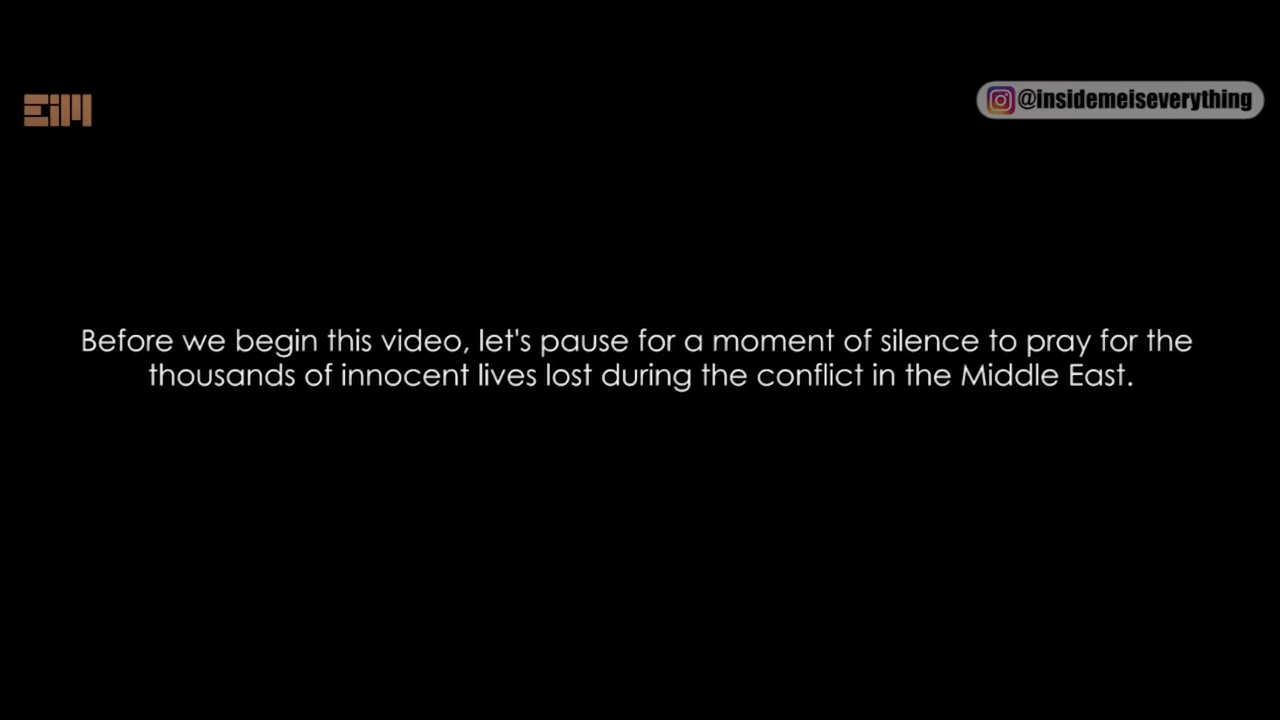 EiM
@insidemeiseverything
Before we begin this video, let's pause for a moment of silence to pray for the
thousands of innocent lives lost during the conflict in the Middle East.